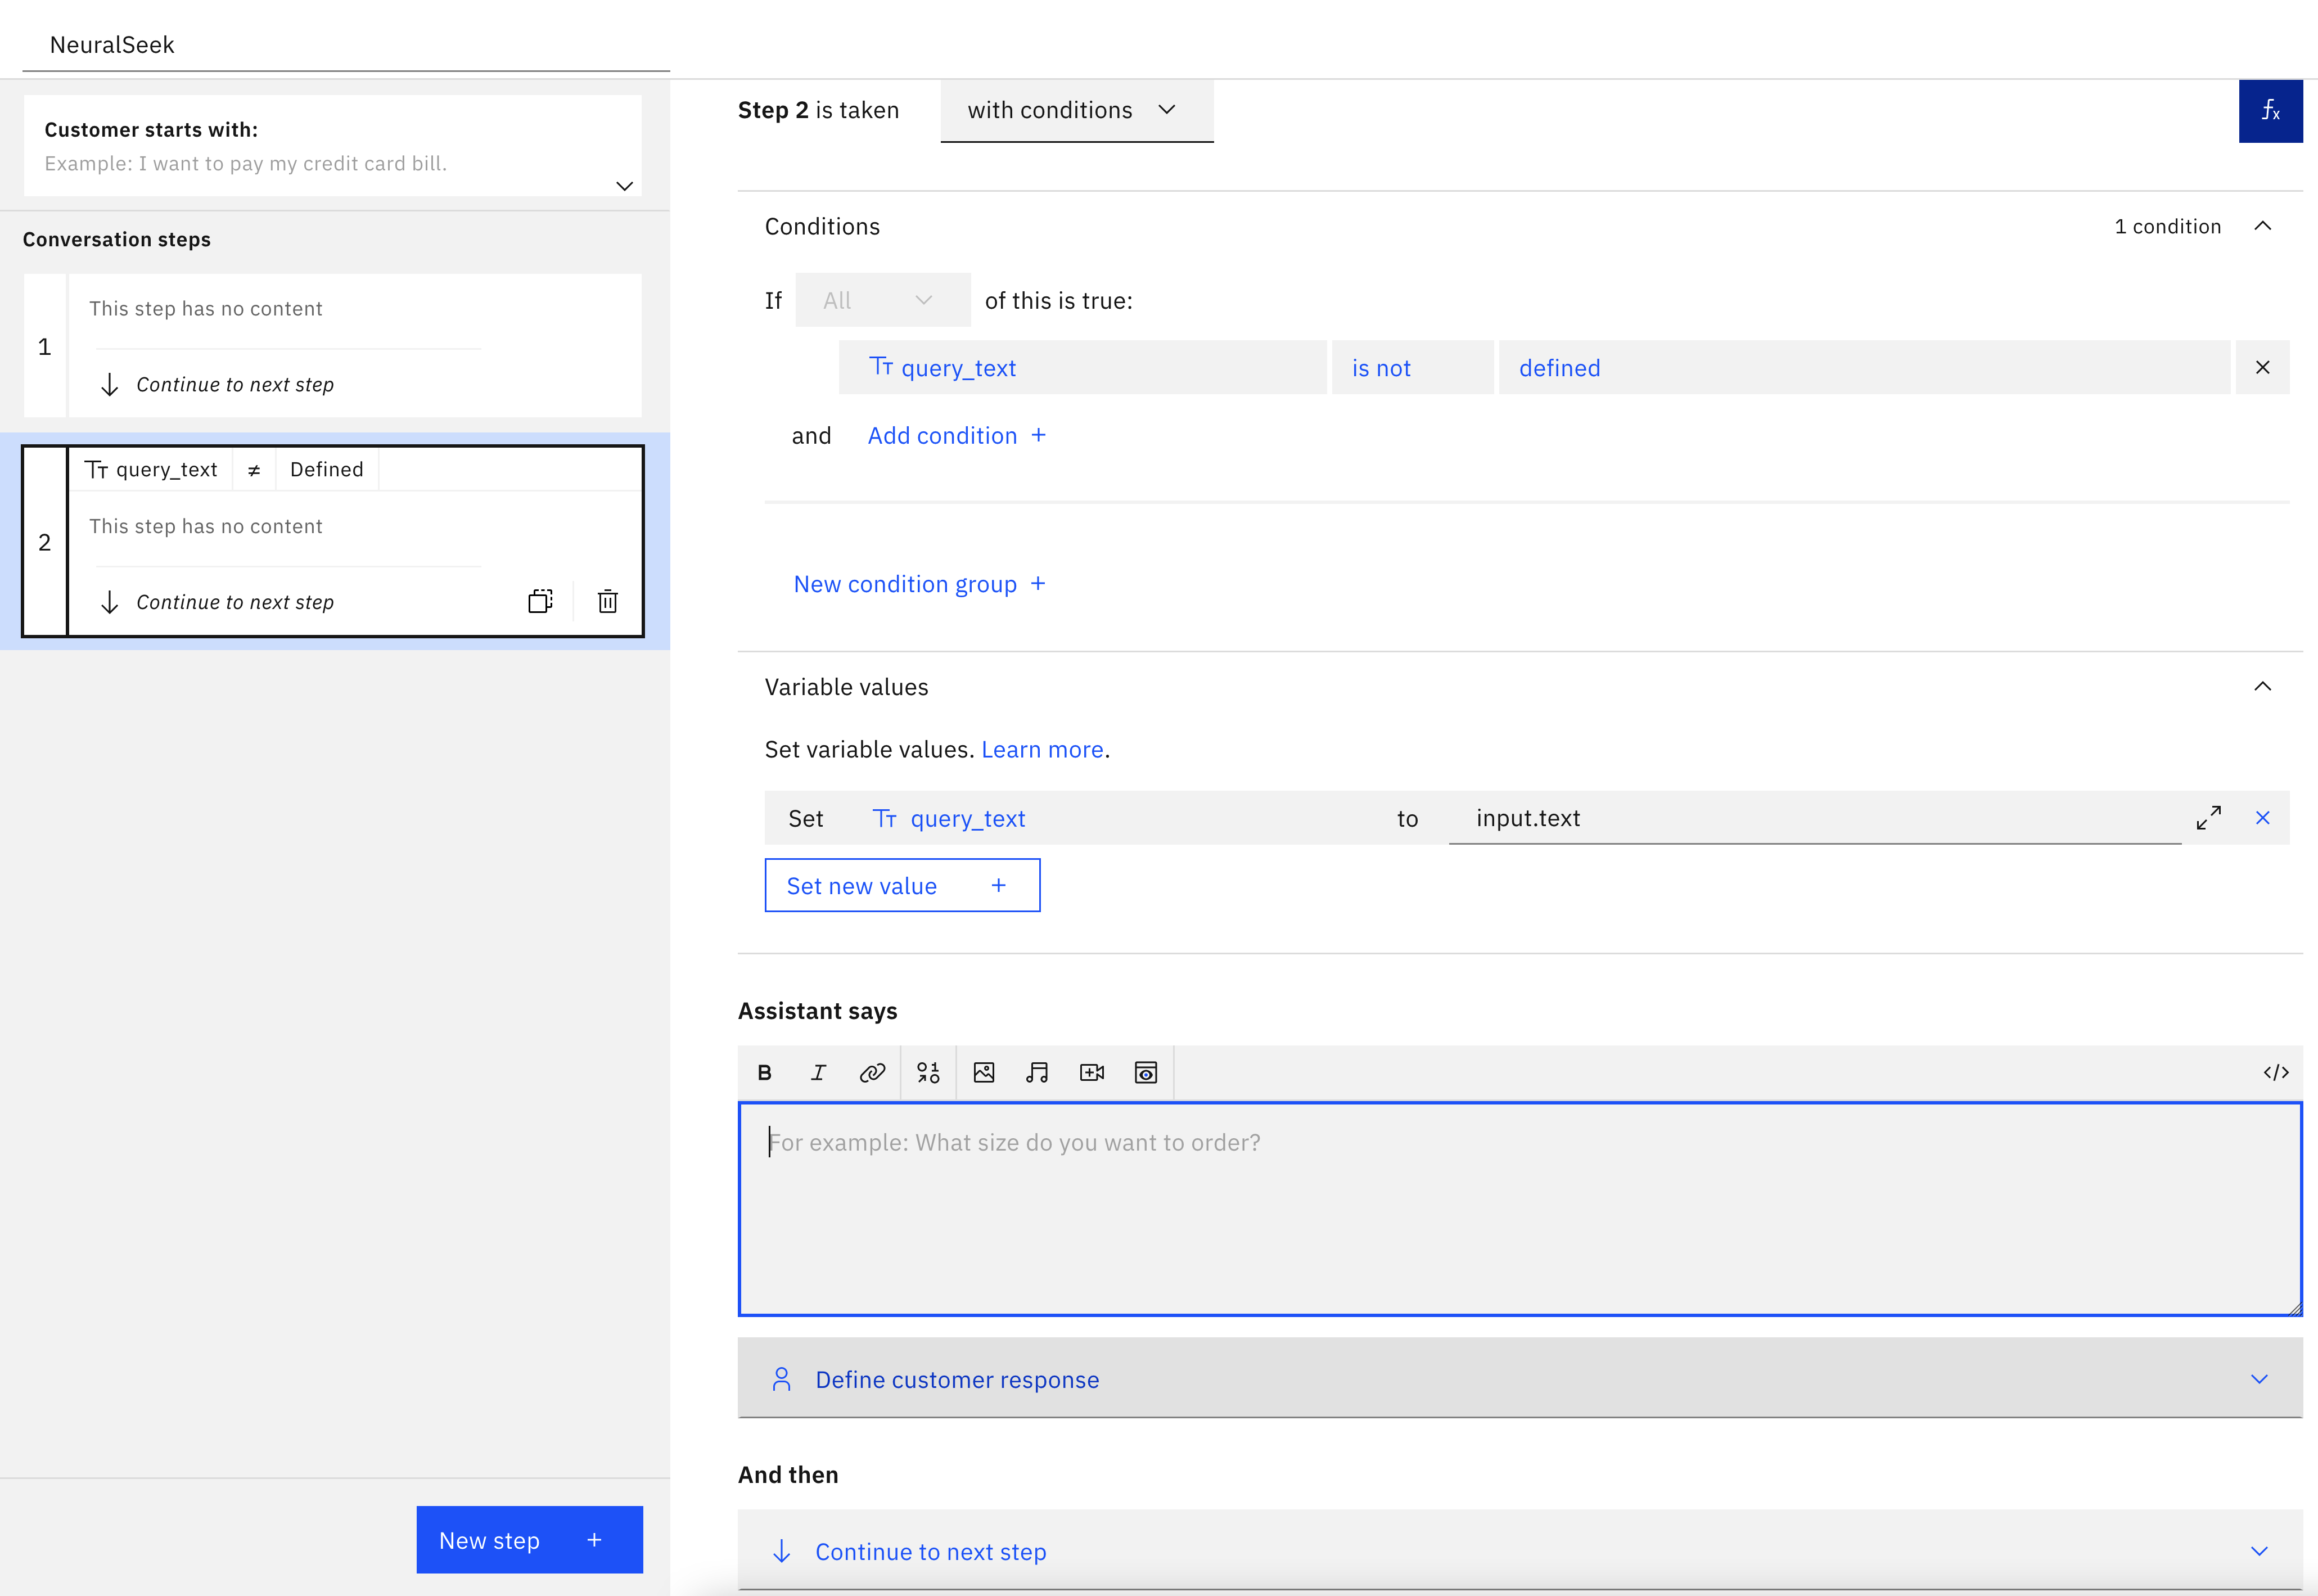 NeuralSeek
Customer starts with:
Example: I want to pay my credit card bill.
Conversation steps
1
This step has no content
Continue to next step
2
query_text ≠ Defined
This step has no content
Continue to next step
New step +
Step 2 is taken with conditions
fx
Conditions 1 condition
If All of this is true:
query_text is not defined
and Add condition +
New condition group +
Variable values
Set variable values. Learn more.
Set query_text to input.text
Set new value +
Assistant says
B I
For example: What size do you want to order?
Define customer response
And then
Continue to next step